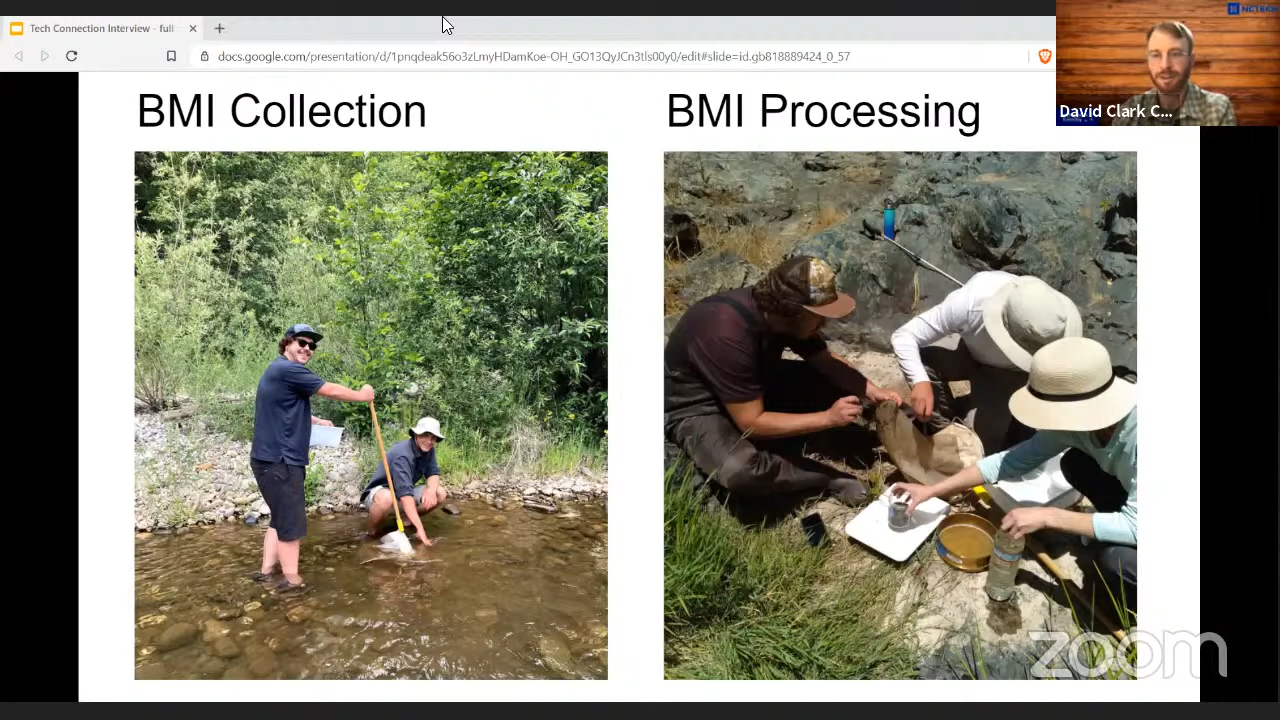 Tech Connection Interview - full
docs.google.com/presentation/d/1pnqdeak56o3zLmyHDamKoe-OH_GO13QyJCn3tls00y0/edit#slide=id.gb818889424_0_57
NCTECH
David Clark C...
BMI Collection
BMI Processing
zoom